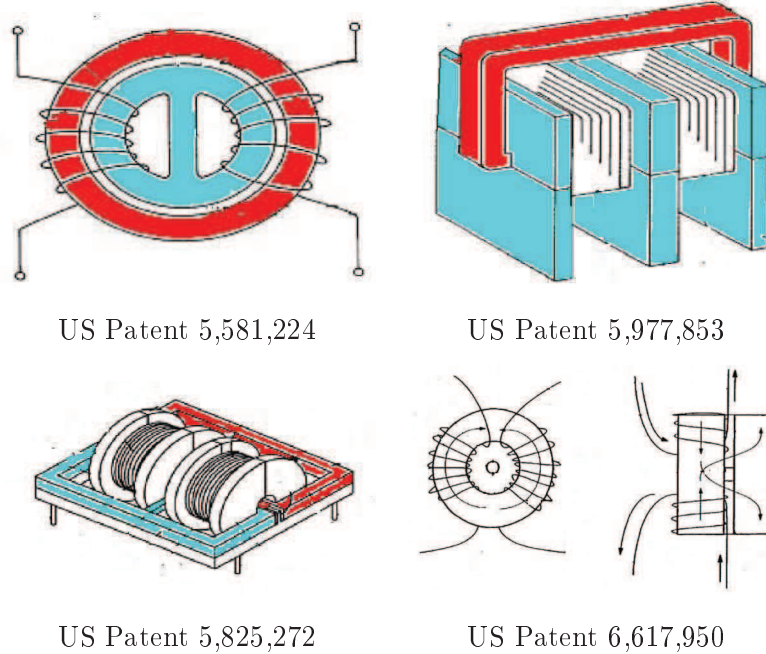 US Patent 5,581,224
US Patent 5,977,853
US Patent 5,825,272
US Patent 6,617,950